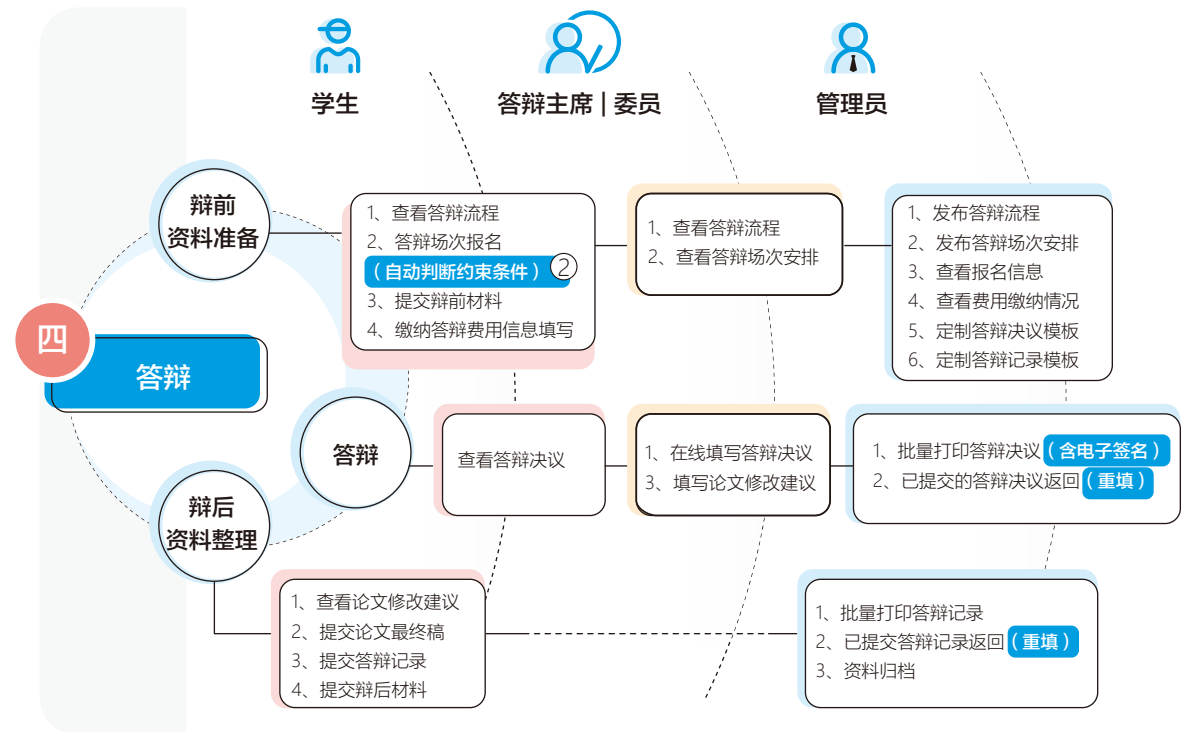 学生
答辩主席 | 委员
管理员
四
答辩
辩前
资料准备
1、查看答辩流程
2、答辩场次报名
（自动判断约束条件） 2
3、提交辩前材料
4、缴纳答辩费用信息填写
1、查看答辩流程
2、查看答辩场次安排
1、发布答辩流程
2、发布答辩场次安排
3、查看报名信息
4、查看费用缴纳情况
5、定制答辩决议模板
6、定制答辩记录模板
答辩
查看答辩决议
1、在线填写答辩决议
3、填写论文修改建议
1、批量打印答辩决议（含电子签名）
2、已提交的答辩决议返回（重填）
辩后
资料整理
1、查看论文修改建议
2、提交论文最终稿
3、提交答辩记录
4、提交辩后材料
1、批量打印答辩记录
2、已提交答辩记录返回（重填）
3、资料归档